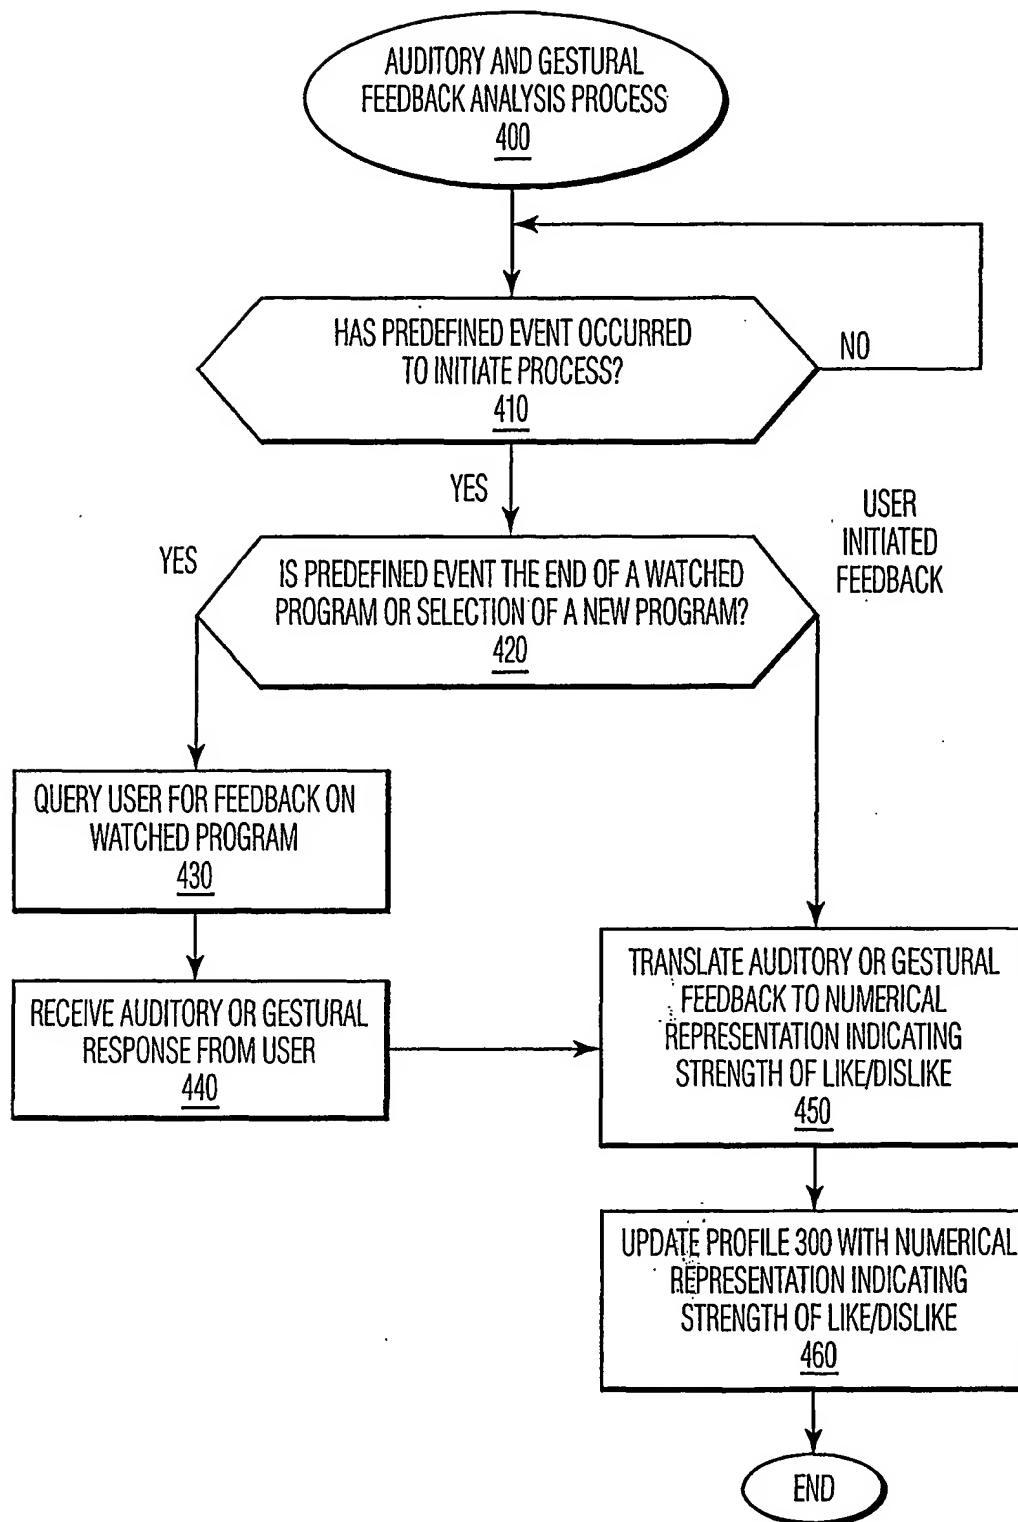 AUDITORY AND GESTURAL
FEEDBACK ANALYSIS PROCESS
400
HAS PREDEFINED EVENT OCCURRED
TO INITIATE PROCESS?
410
NO
YES
USER
INITIATED
FEEDBACK
YES
IS PREDEFINED EVENT THE END OF A WATCHED
PROGRAM OR SELECTION OF A NEW PROGRAM?
420
QUERY USER FOR FEEDBACK ON
WATCHED PROGRAM
430
RECEIVE AUDITORY OR GESTURAL
RESPONSE FROM USER
440
TRANSLATE AUDITORY OR GESTURAL
FEEDBACK TO NUMERICAL
REPRESENTATION INDICATING
STRENGTH OF LIKE/DISLIKE
450
UPDATE PROFILE 300 WITH NUMERICAL
REPRESENTATION INDICATING
STRENGTH OF LIKE/DISLIKE
460
END